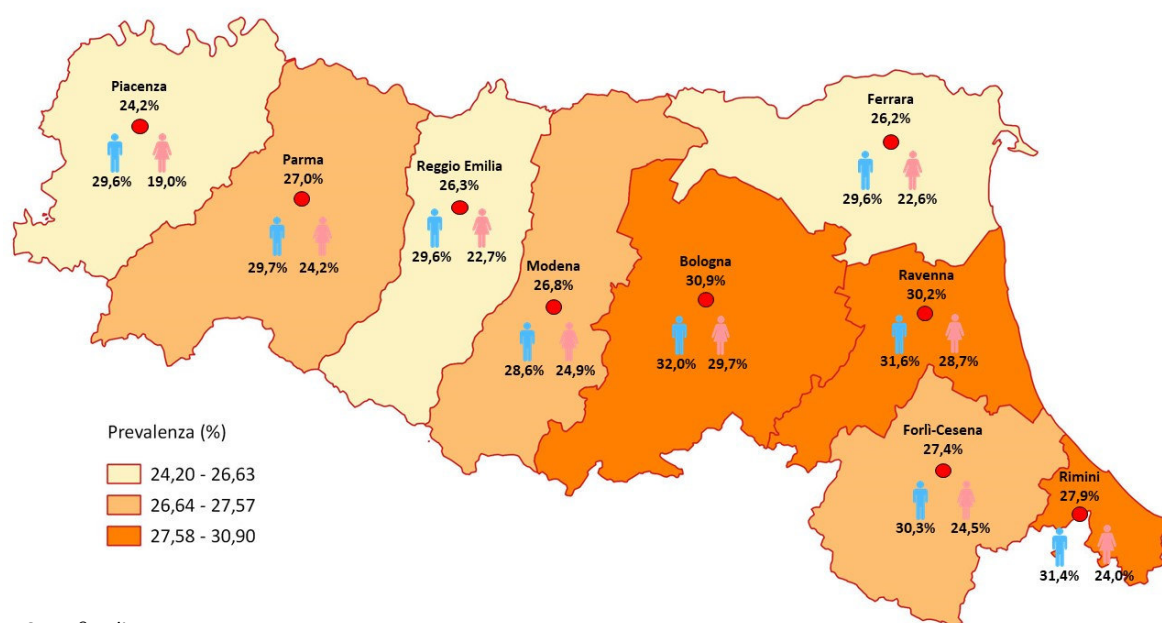 Piacenza
24,2%
29,6% 19,0%
Parma
27,0%
29,7% 24,2%
Reggio Emilia
26,3%
29,6% 22,7%
Modena
26,8%
28,6% 24,9%
Bologna
30,9%
32,0% 29,7%
Ferrara
26,2%
29,6% 22,6%
Ravenna
30,2%
31,6% 28,7%
Forlì-Cesena
27,4%
30,3% 24,5%
Rimini
27,9%
31,4% 24,0%
Prevalenza (%)
24,20 - 26,63
26,64 - 27,57
27,58 - 30,90